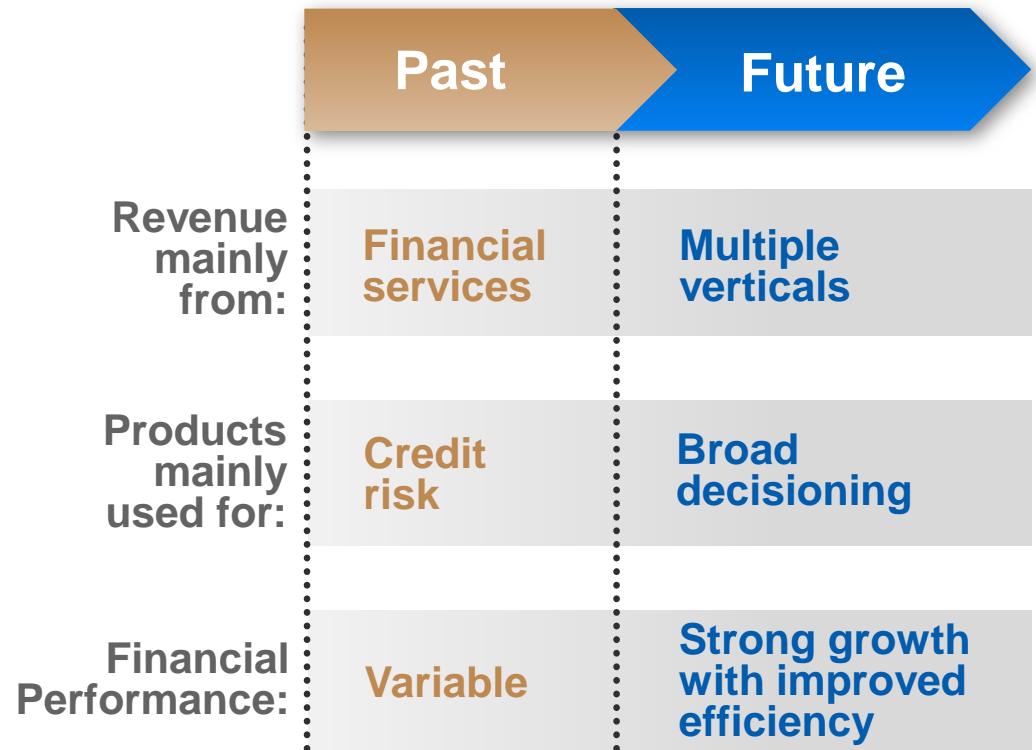 Past
Future
Revenue
mainly
from:
Financial
services
Multiple
verticals
Products
mainly
used for:
Credit
risk
Broad
decisioning
Financial
Performance:
Variable
Strong growth
with improved
efficiency